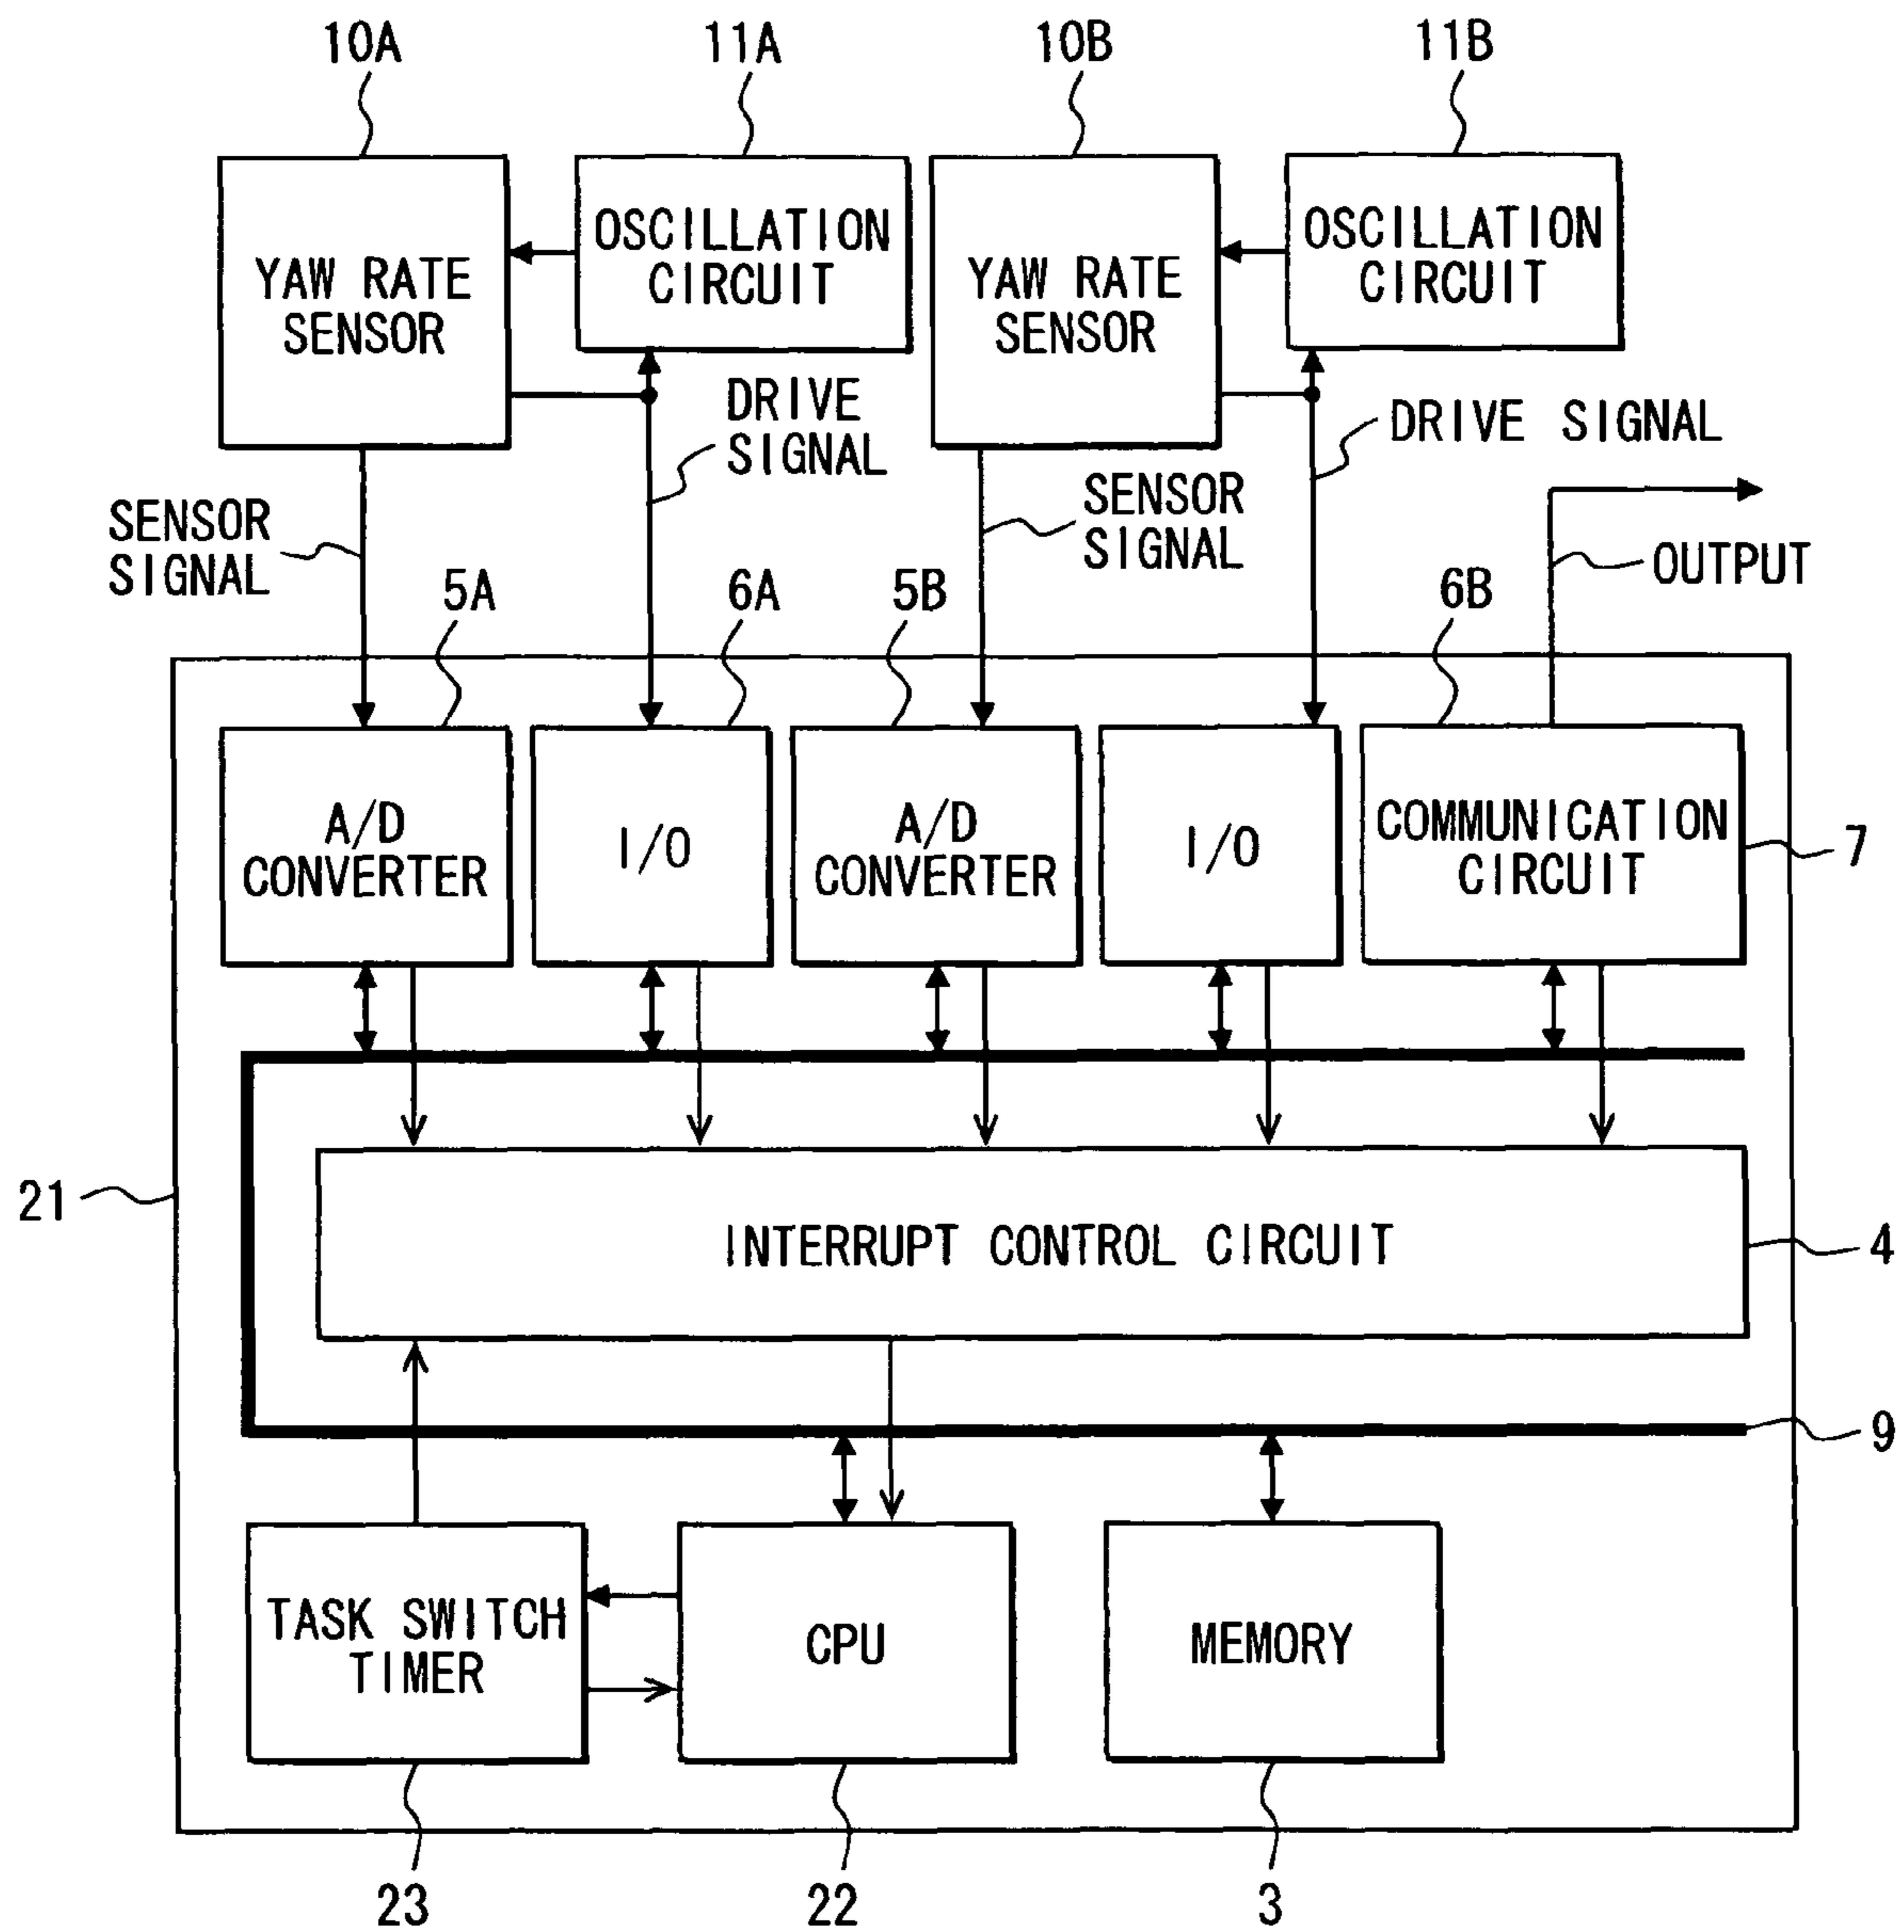 10A
11A
10B
11B
YAW RATE
SENSOR
OSCILLATION
CIRCUIT
YAW RATE
SENSOR
OSCILLATION
CIRCUIT
DRIVE
SIGNAL
DRIVE SIGNAL
SENSOR
SIGNAL
SENSOR
SIGNAL
OUTPUT
5A
6A
5B
6B
A/D
CONVERTER
I/O
A/D
CONVERTER
I/O
COMMUNICATION
CIRCUIT
7
21
INTERRUPT CONTROL CIRCUIT
4
9
TASK SWITCH
TIMER
CPU
MEMORY
23
22
3